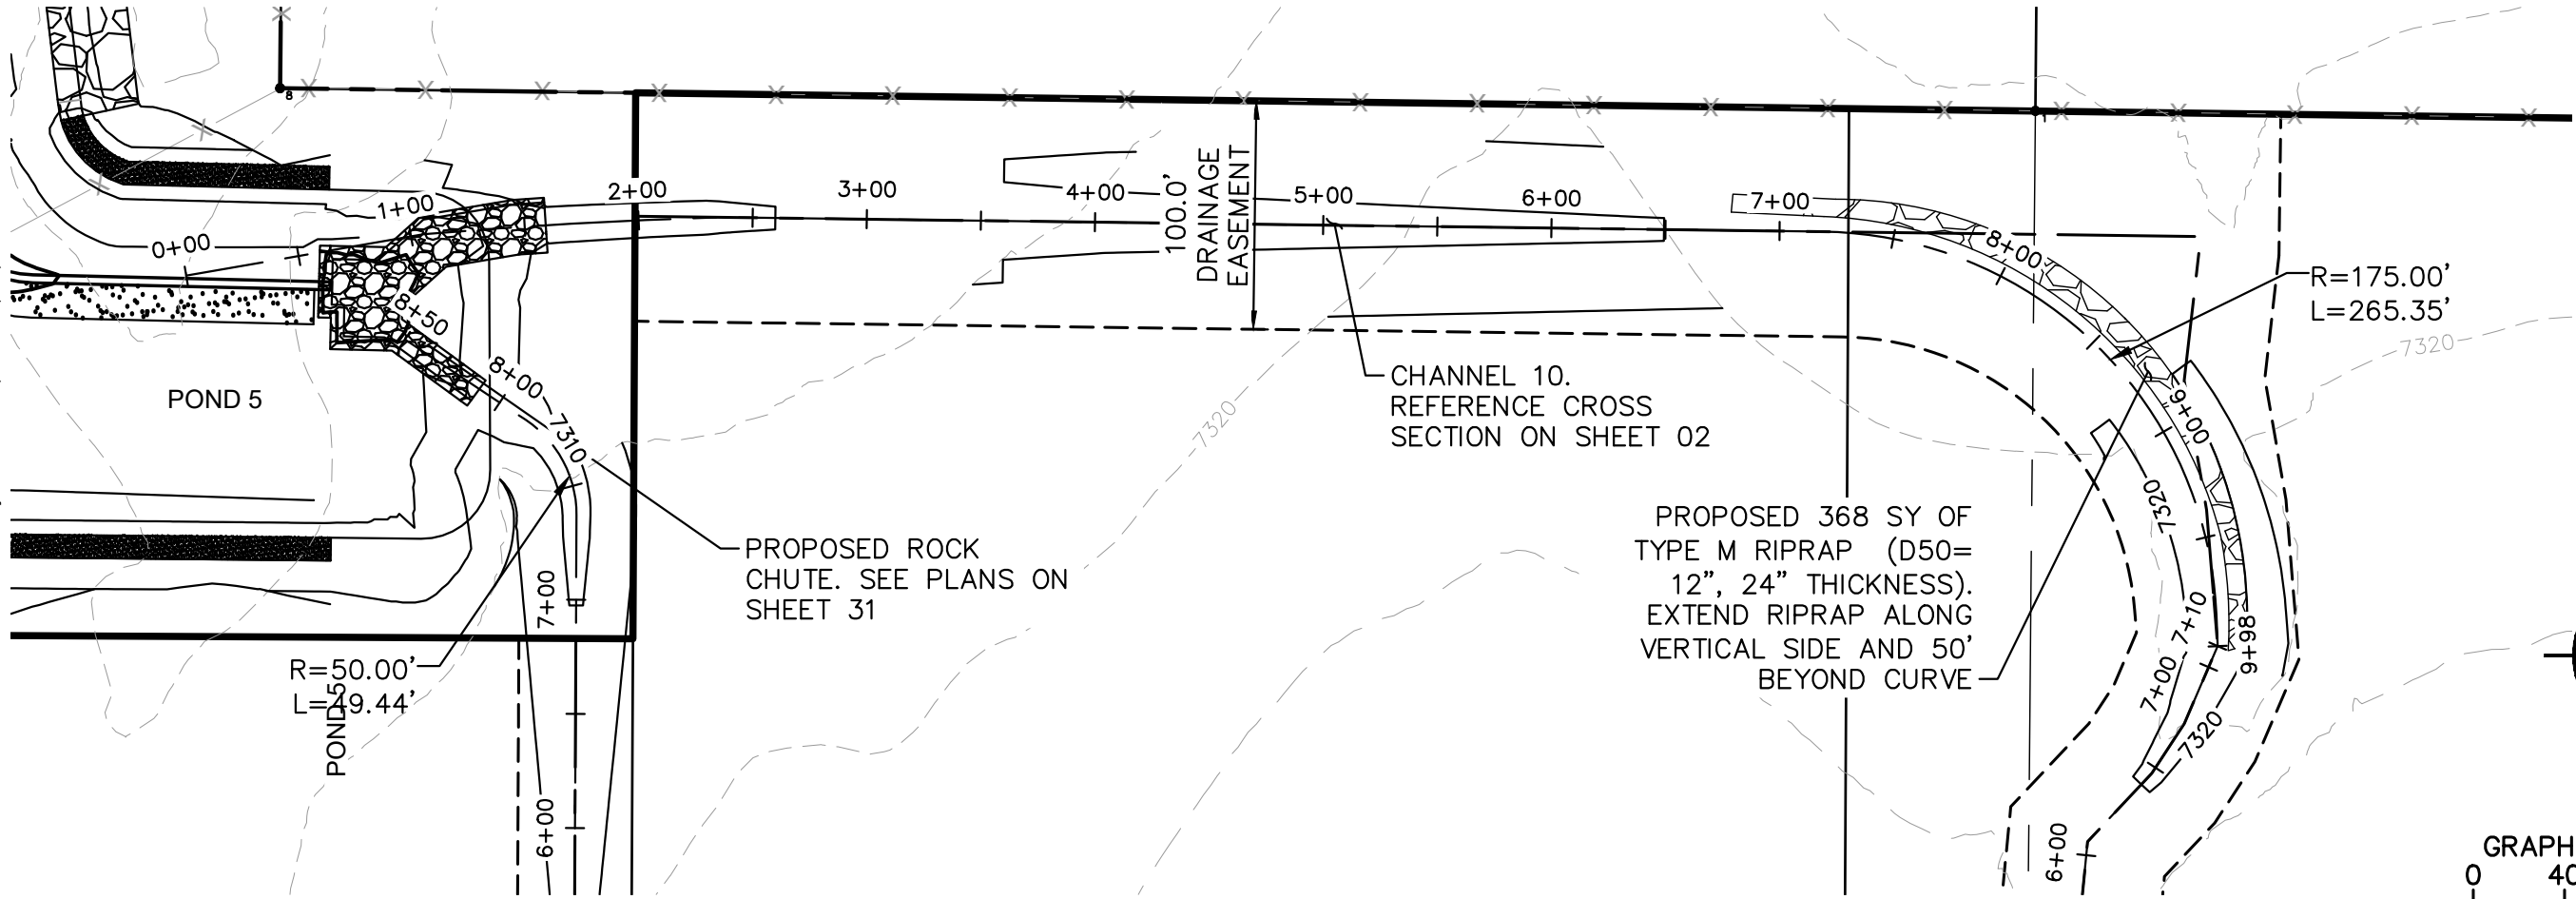 8
0+00
1+00
2+00
3+00
4+00
5+00
6+00
7+00
8+00
9+00
9+98
100.0'
DRAINAGE
EASEMENT
R=175.00'
L=265.35'
7320
7320
CHANNEL 10.
REFERENCE CROSS
SECTION ON SHEET 02
POND 5
8+50
8+00
7310
7+00
6+00
PROPOSED ROCK
CHUTE. SEE PLANS ON
SHEET 31
R=50.00'
L=49.44'
POND 5
PROPOSED 368 SY OF
TYPE M RIPRAP (D50=
12", 24" THICKNESS).
EXTEND RIPRAP ALONG
VERTICAL SIDE AND 50'
BEYOND CURVE
7320
7+10
7+00
7320
6+00
GRAPH
0 40